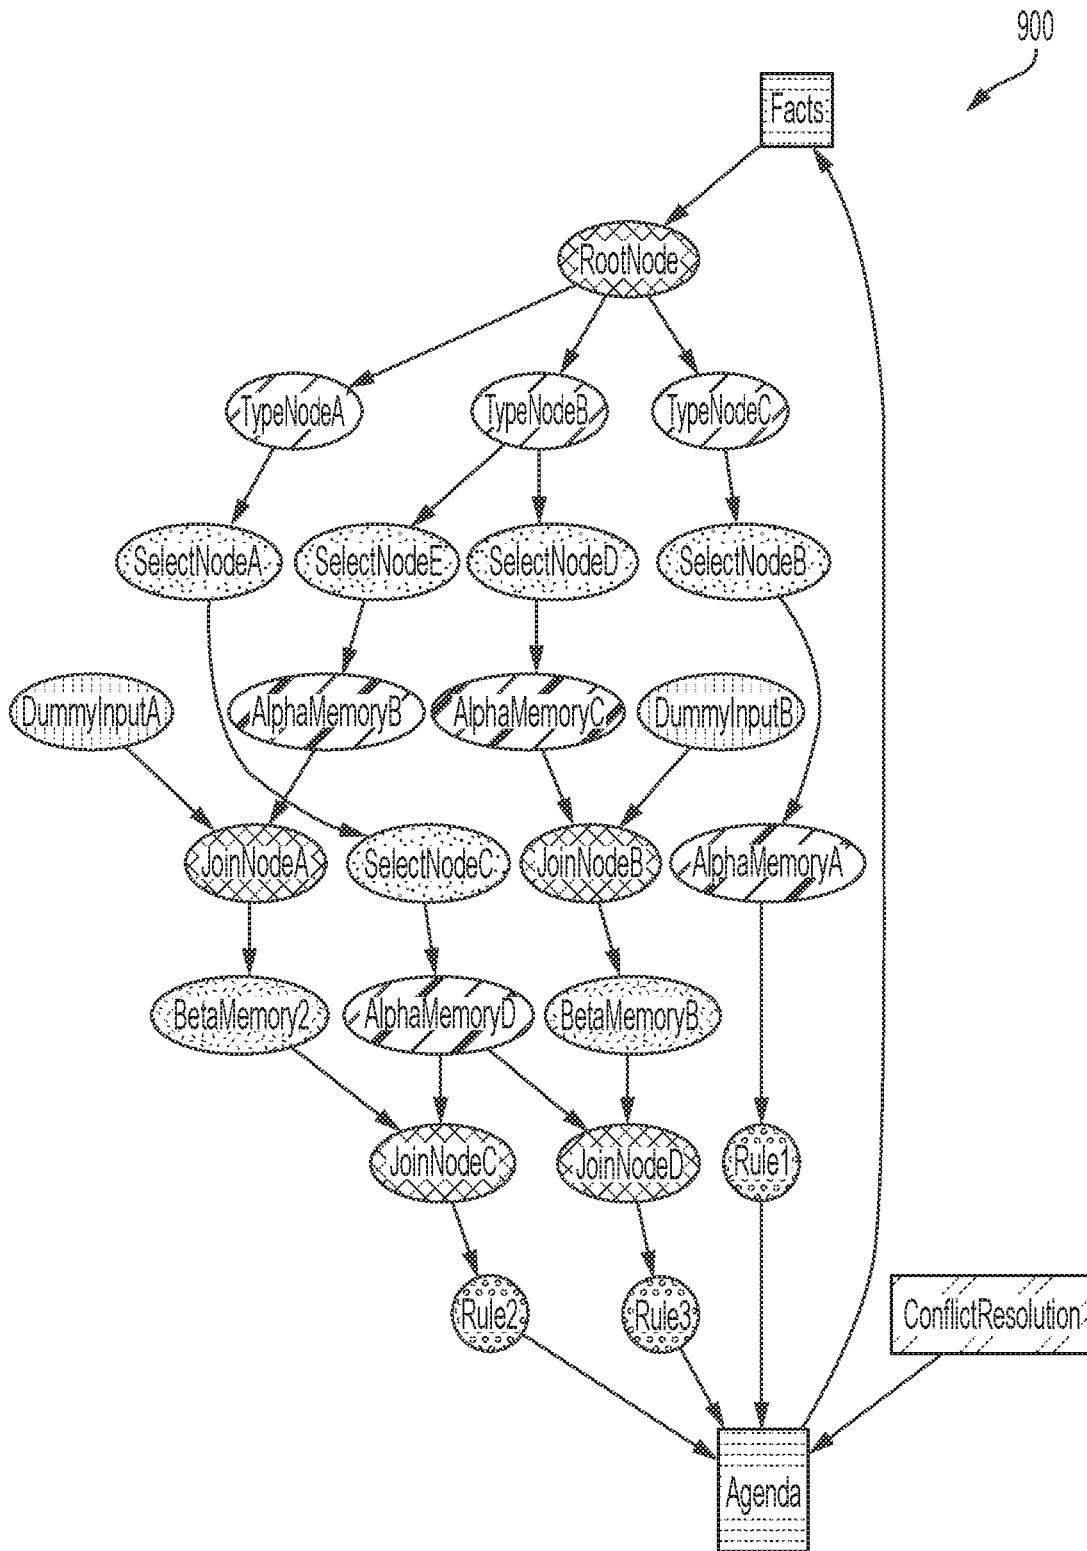 900
Facts
RootNode
TypeNodeA
TypeNodeB
TypeNodeC
SelectNodeA
SelectNodeE
SelectNodeD
SelectNodeB
DummyInputA
AlphaMemoryB
AlphaMemoryC
DummyInputB
JoinNodeA
SelectNodeC
JoinNodeB
AlphaMemoryA
BetaMemory2
AlphaMemoryD
BetaMemoryB
JoinNodeC
JoinNodeD
Rule1
Rule2
Rule3
ConflictResolution
Agenda